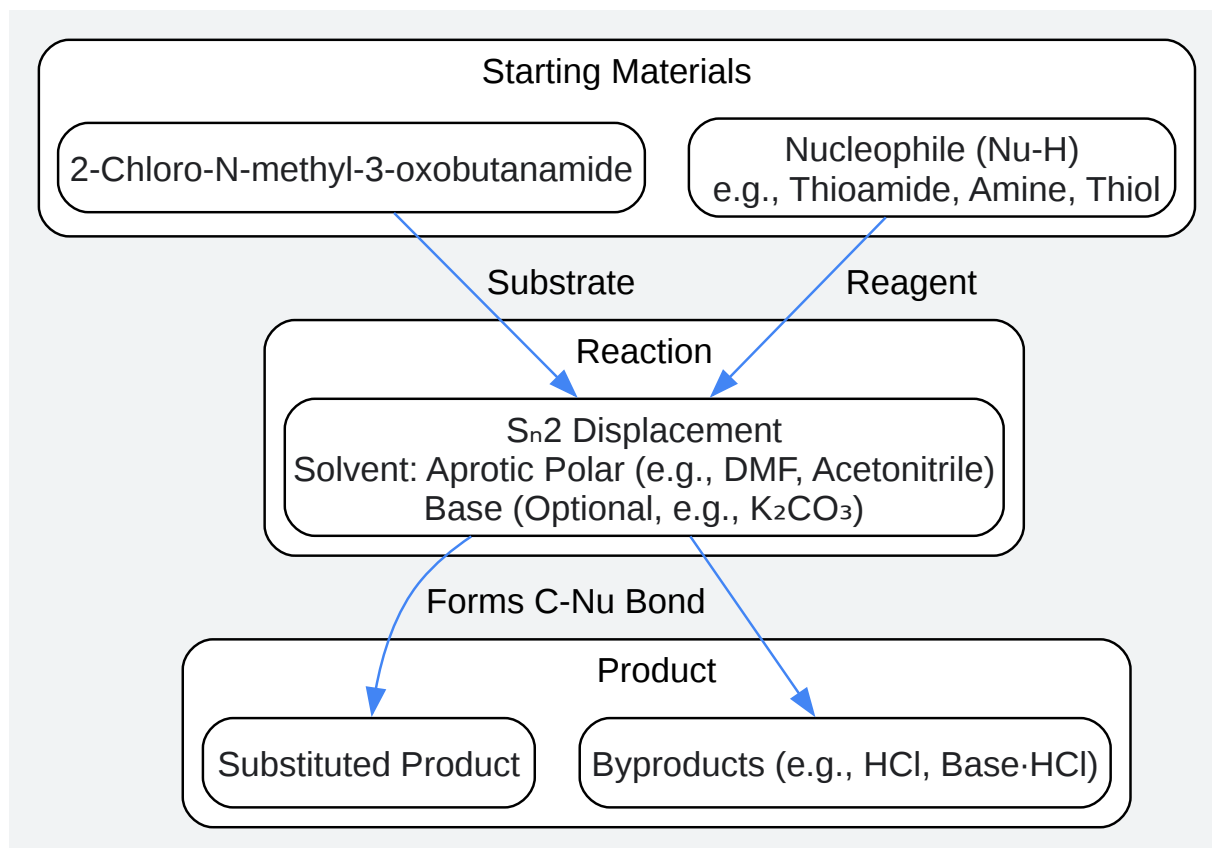 Starting Materials
2-Chloro-N-methyl-3-oxobutanamide
Nucleophile (Nu-H)
e.g., Thioamide, Amine, Thiol
Substrate
Reagent
Reaction
Sₙ2 Displacement
Solvent: Aprotic Polar (e.g., DMF, Acetonitrile)
Base (Optional, e.g., K₂CO₃)
Forms C-Nu Bond
Product
Substituted Product
Byproducts (e.g., HCl, Base·HCl)